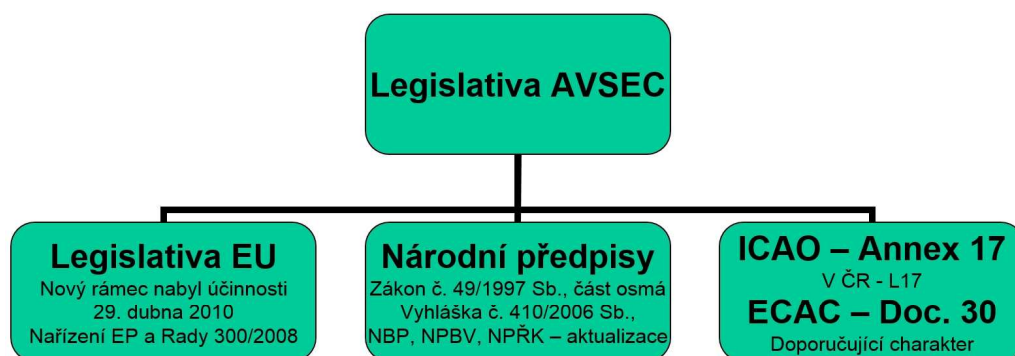 Legislativa AVSEC
Legislativa EU
Nový rámec nabyl účinnosti
29. dubna 2010
Nařízení EP a Rady 300/2008
Národní předpisy
Zákon č. 49/1997 Sb., část osmá
Vyhláška č. 410/2006 Sb.,
NBP, NPBV, NPŘK – aktualizace
ICAO – Annex 17
V ČR - L17
ECAC – Doc. 30
Doporučující charakter